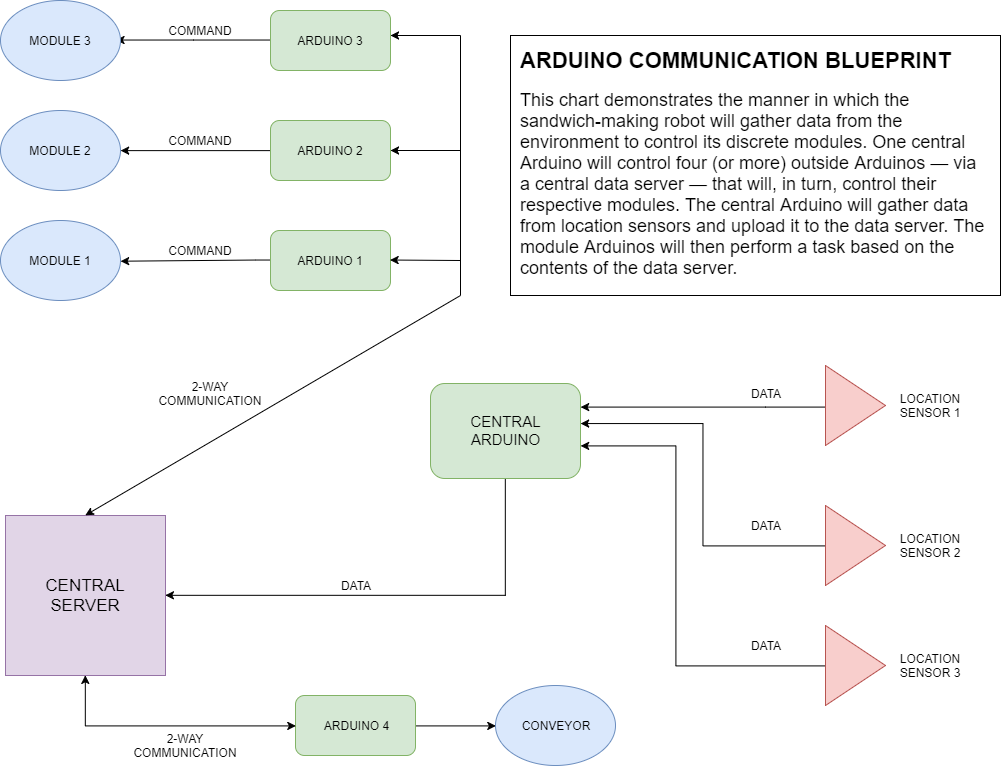 MODULE 3
COMMAND
ARDUINO 3
MODULE 2
COMMAND
ARDUINO 2
MODULE 1
COMMAND
ARDUINO 1
ARDUINO COMMUNICATION BLUEPRINT
This chart demonstrates the manner in which the
sandwich-making robot will gather data from the
environment to control its discrete modules. One central
Arduino will control four (or more) outside Arduinos — via
a central data server — that will, in turn, control their
respective modules. The central Arduino will gather data
from location sensors and upload it to the data server. The
module Arduinos will then perform a task based on the
contents of the data server.
2-WAY
COMMUNICATION
CENTRAL
ARDUINO
DATA
LOCATION
SENSOR 1
DATA
LOCATION
SENSOR 2
DATA
LOCATION
SENSOR 3
CENTRAL
SERVER
DATA
2-WAY
COMMUNICATION
ARDUINO 4
CONVEYOR